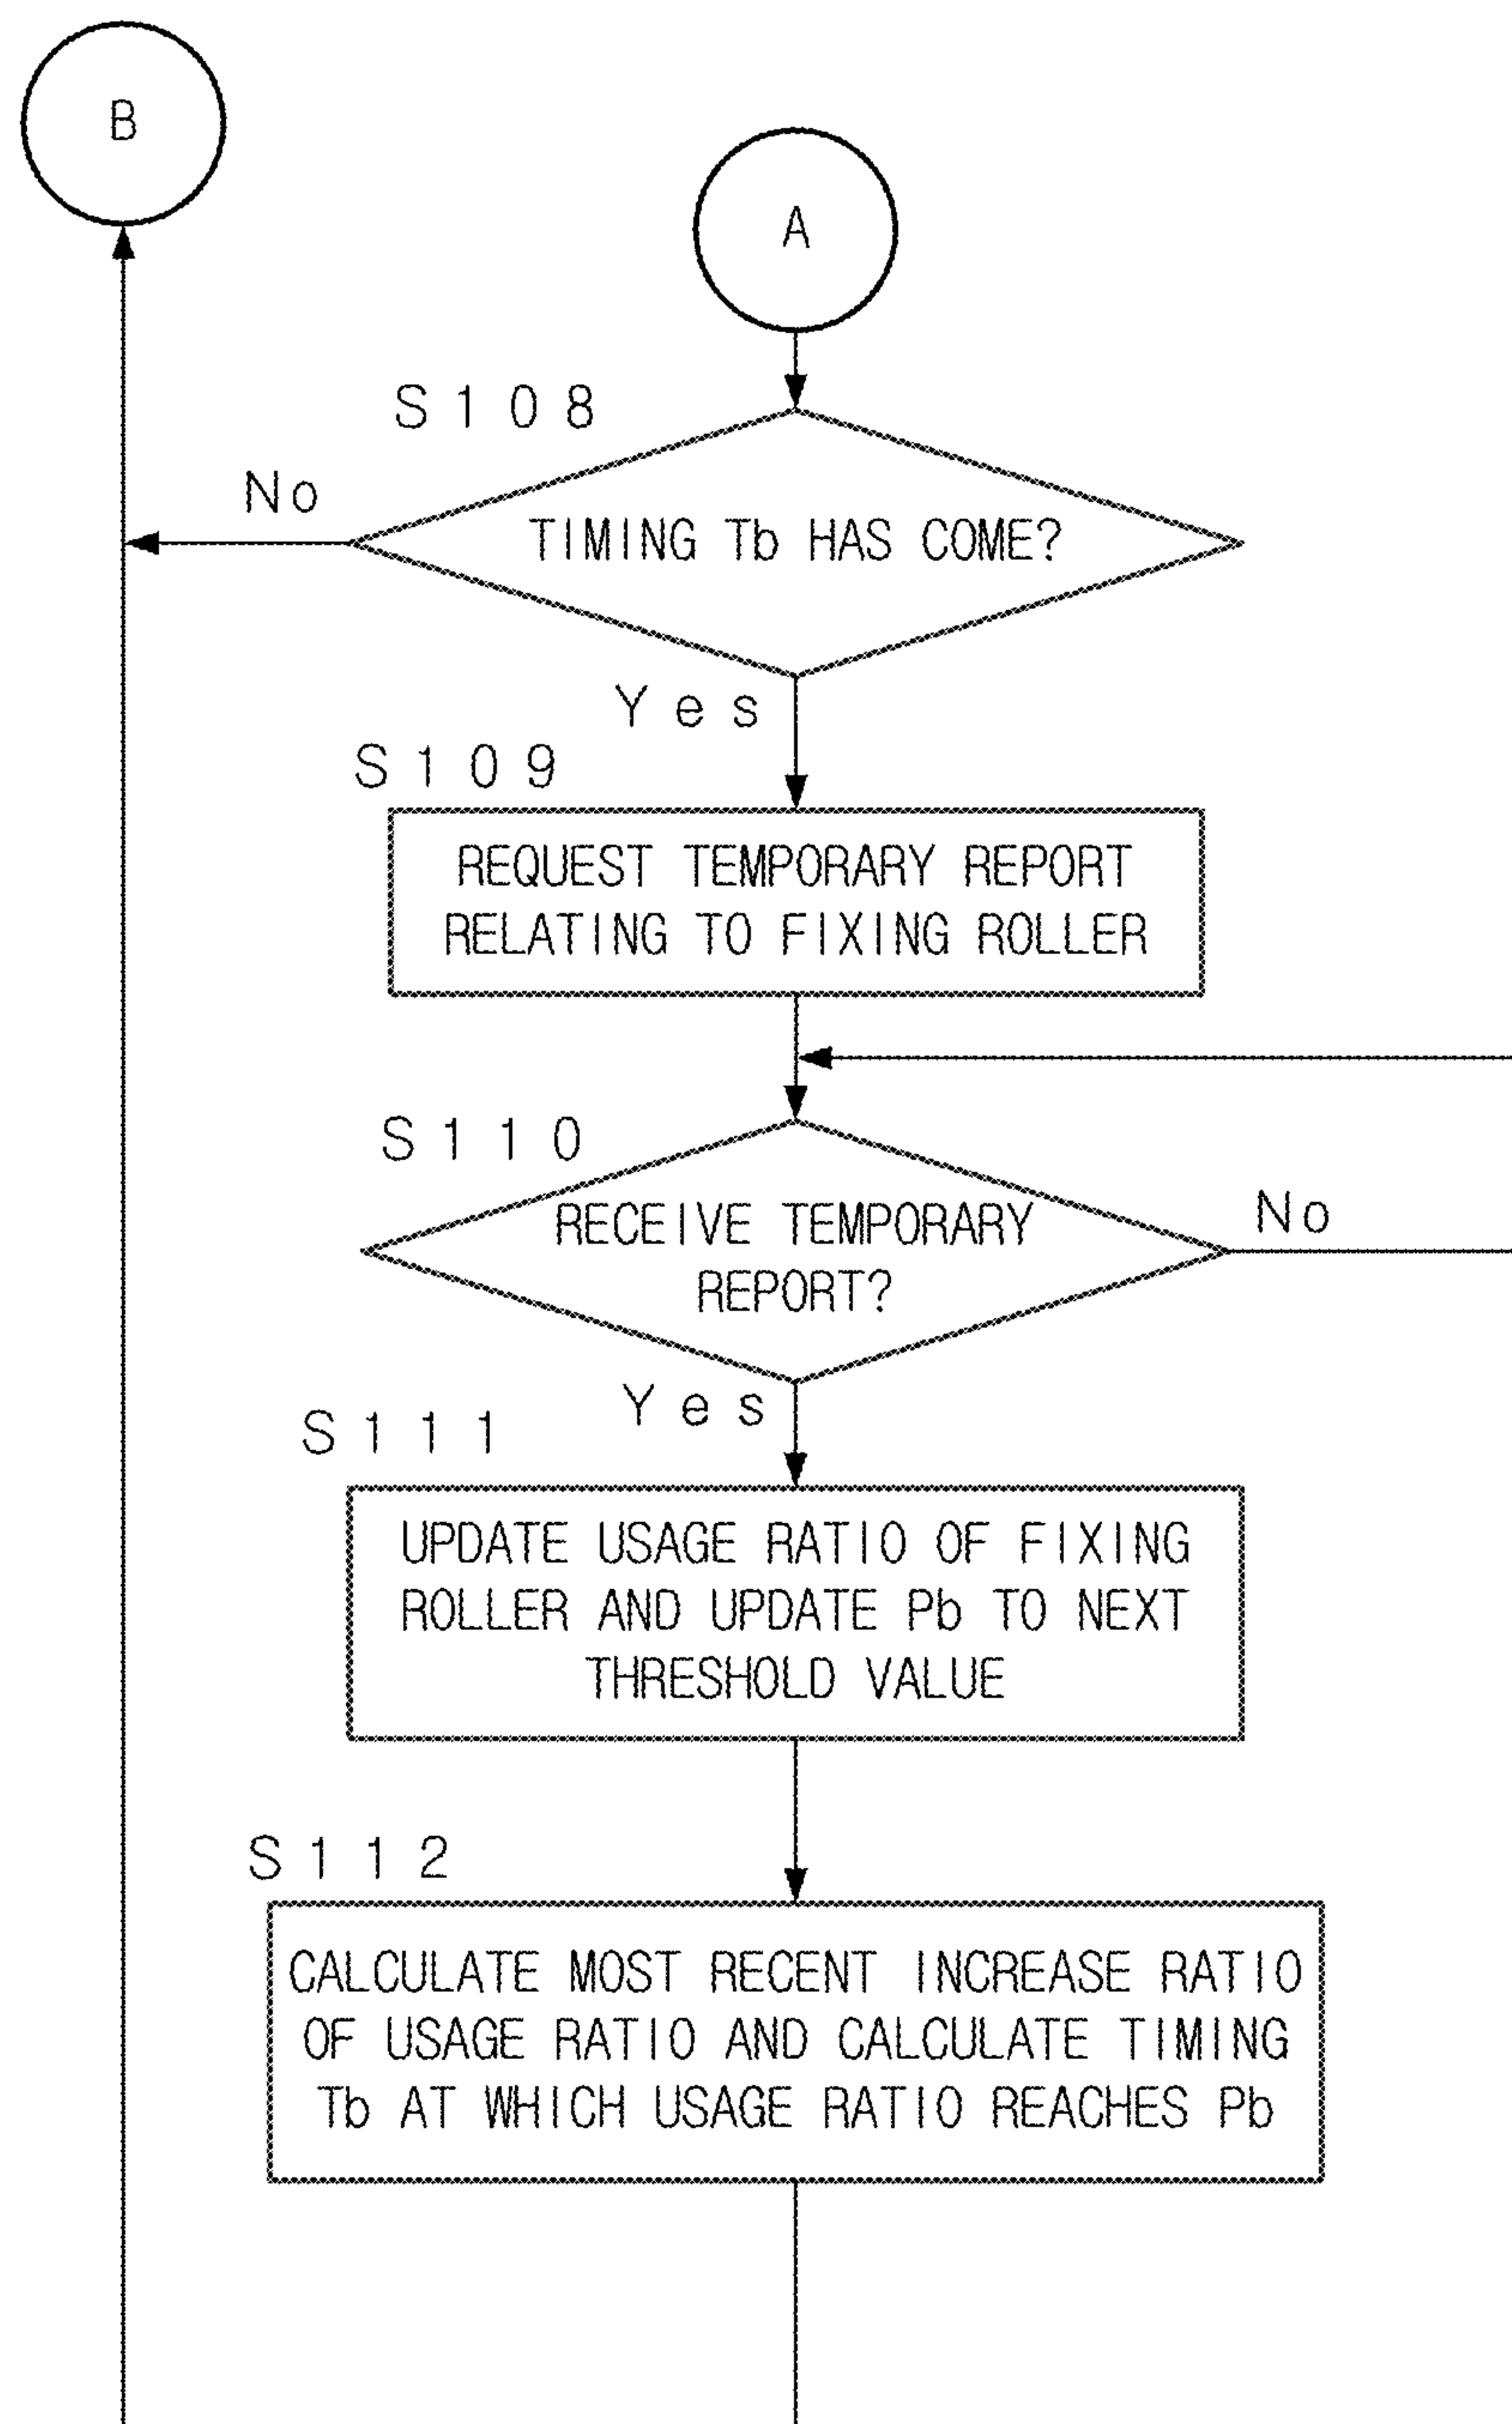 B
A
S108
No
TIMING Tb HAS COME?
Yes
S109
REQUEST TEMPORARY REPORT
RELATING TO FIXING ROLLER
S110
RECEIVE TEMPORARY
REPORT?
No
Yes
S111
UPDATE USAGE RATIO OF FIXING
ROLLER AND UPDATE Pb TO NEXT
THRESHOLD VALUE
S112
CALCULATE MOST RECENT INCREASE RATIO
OF USAGE RATIO AND CALCULATE TIMING
Tb AT WHICH USAGE RATIO REACHES Pb